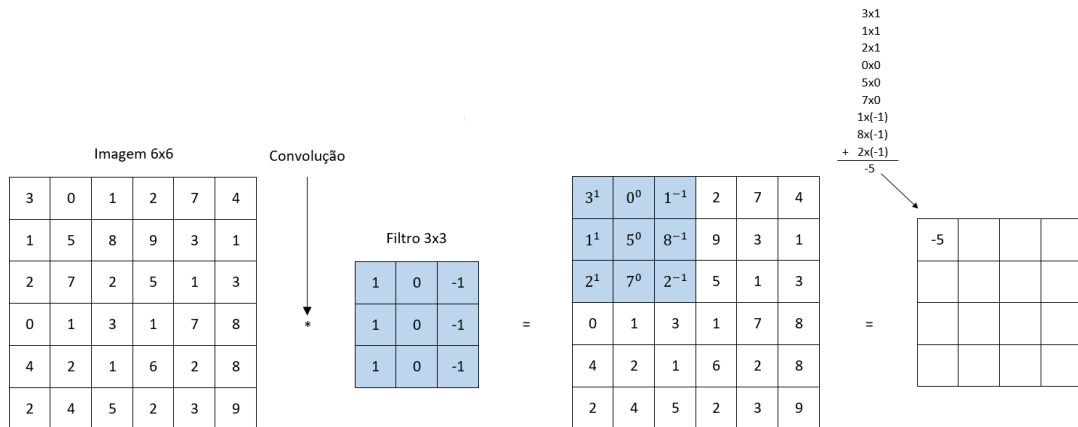 3x1
1x1
2x1
0x0
5x0
7x0
1x(-1)
8x(-1)
+ 2x(-1)
-5
Imagem 6x6
Convolução
3 0 1 2 7 4
1 5 8 9 3 1
2 7 2 5 1 3
0 1 3 1 7 8
4 2 1 6 2 8
2 4 5 2 3 9
*
Filtro 3x3
1 0 -1
1 0 -1
1 0 -1
=
3¹ 0⁰ 1⁻¹ 2 7 4
1¹ 5⁰ 8⁻¹ 9 3 1
2¹ 7⁰ 2⁻¹ 5 1 3
0 1 3 1 7 8
4 2 1 6 2 8
2 4 5 2 3 9
=
-5